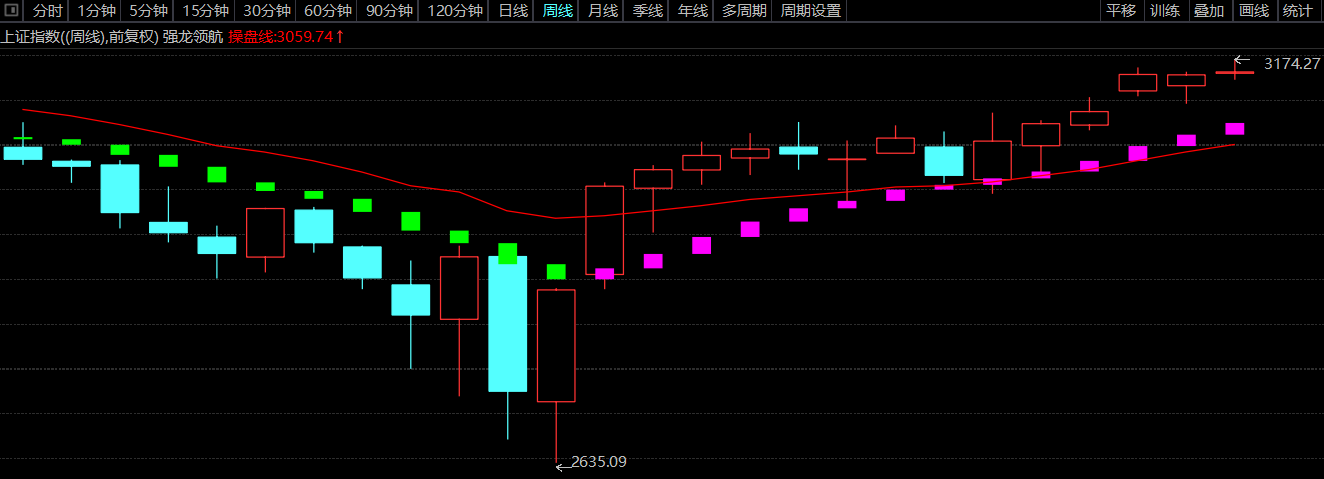 分时 1分钟 5分钟 15分钟 30分钟 60分钟 90分钟 120分钟 日线 周线 月线 季线 年线 多周期 周期设置 平移 训练 叠加 画线 统计
上证指数((周线),前复权) 强龙领航 操盘线:3059.74↑
3174.27
2635.09